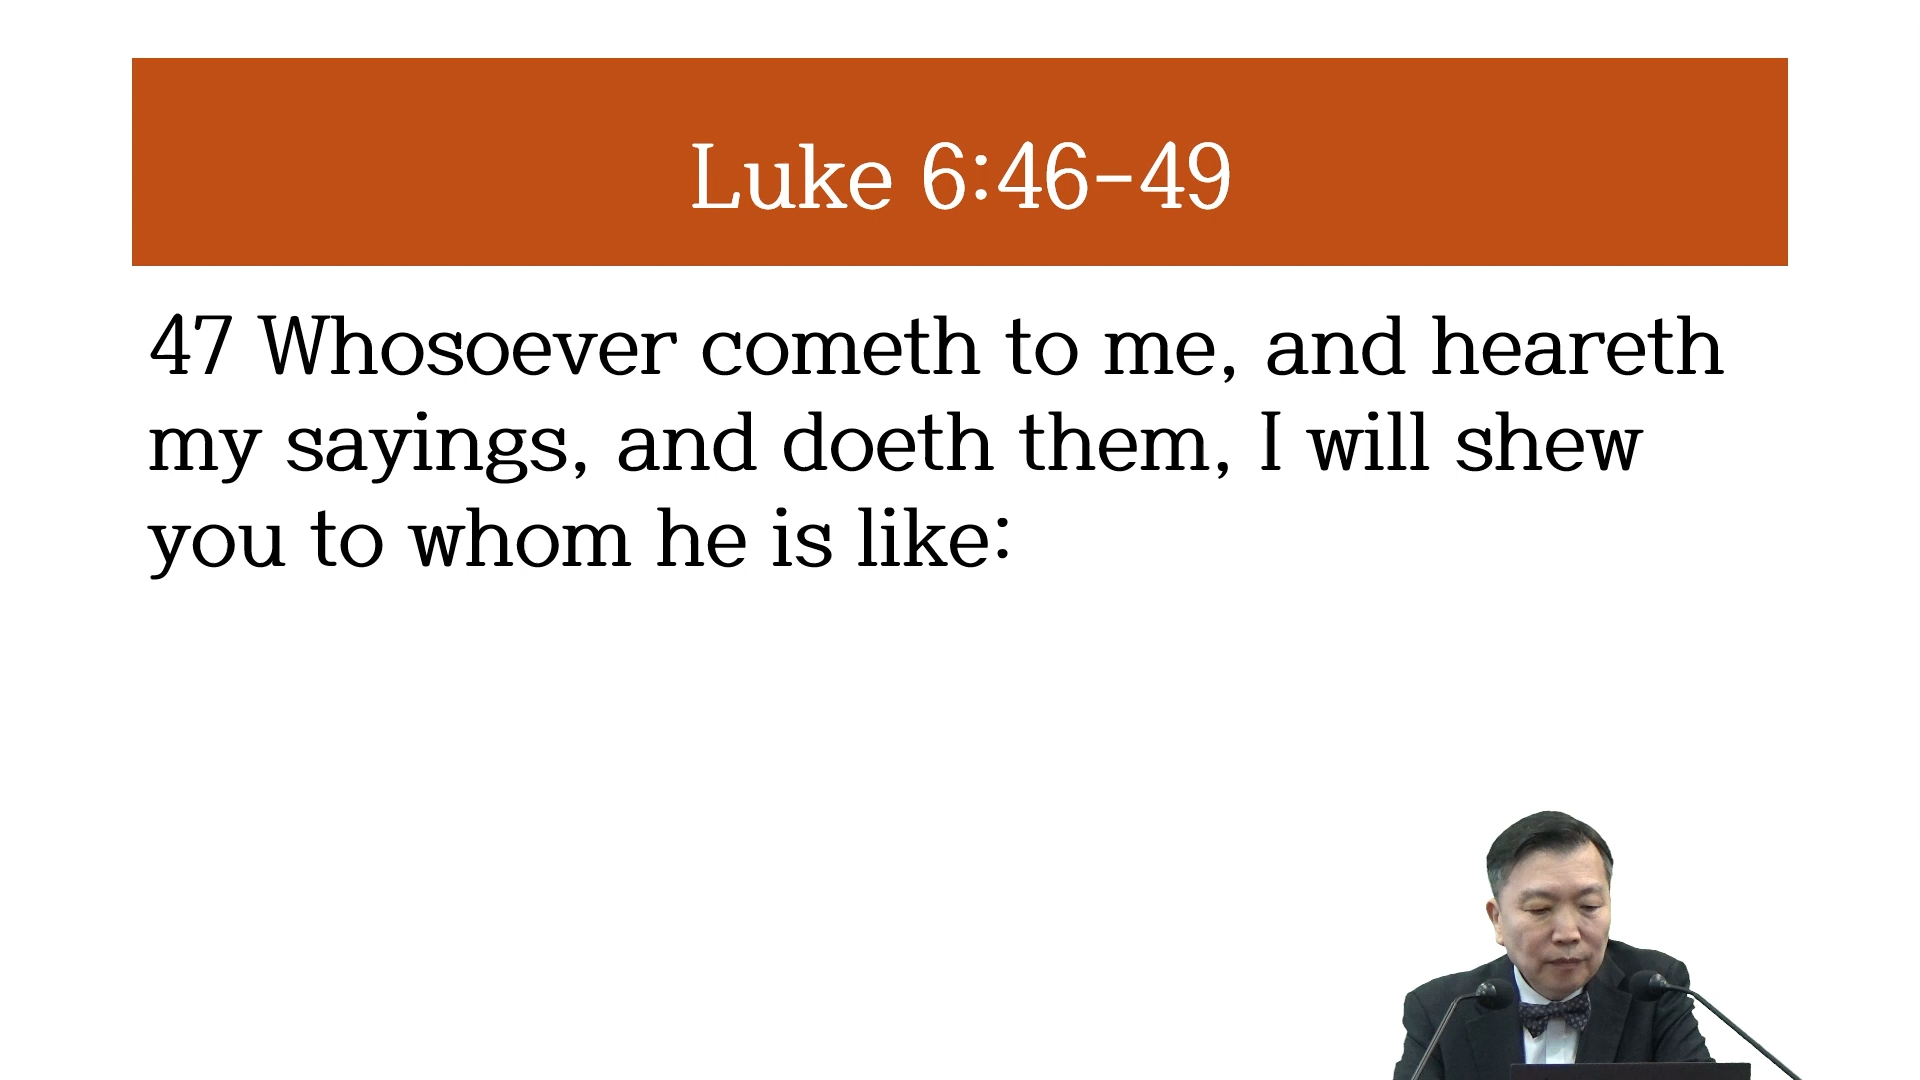 Luke 6:46-49
47 Whosoever cometh to me, and heareth
my sayings, and doeth them, I will shew
you to whom he is like: